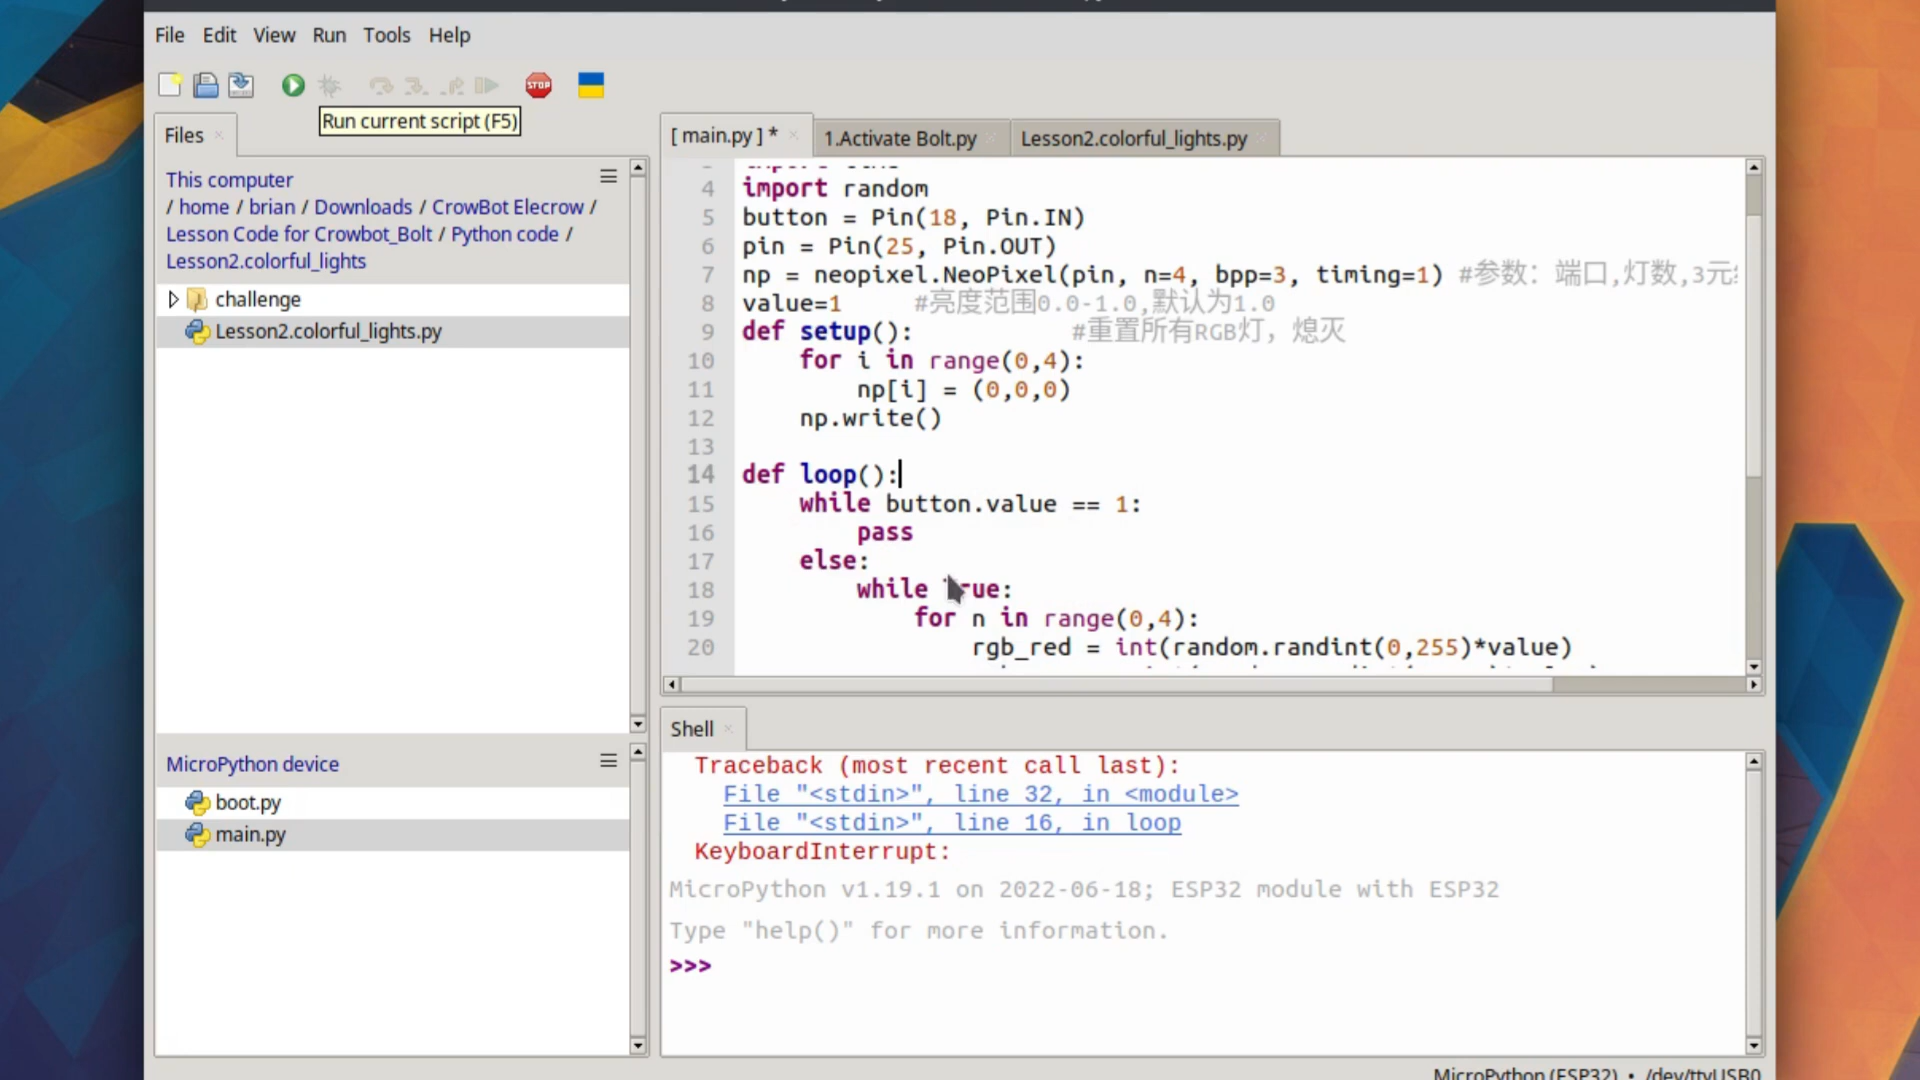 File Edit View Run Tools Help
STOP
Run current script (F5)
Files
This computer
/ home / brian / Downloads / CrowBot Elecrow /
Lesson Code for Crowbot_Bolt / Python code /
Lesson2.colorful_lights
challenge
Lesson2.colorful_lights.py
MicroPython device
boot.py
main.py
[ main.py ] * 1.Activate Bolt.py Lesson2.colorful_lights.py
4 import random
5 button = Pin(18, Pin.IN)
6 pin = Pin(25, Pin.OUT)
7 np = neopixel.NeoPixel(pin, n=4, bpp=3, timing=1) #参数：端口,灯数,3元
8 value=1 #亮度范围0.0-1.0,默认为1.0
9 def setup(): #重置所有RGB灯，熄灭
10 for i in range(0,4):
11 np[i] = (0,0,0)
12 np.write()
13
14 def loop():
15 while button.value == 1:
16 pass
17 else:
18 while True:
19 for n in range(0,4):
20 rgb_red = int(random.randint(0,255)*value)
Shell
Traceback (most recent call last):
File "<stdin>", line 32, in <module>
File "<stdin>", line 16, in loop
KeyboardInterrupt:
MicroPython v1.19.1 on 2022-06-18; ESP32 module with ESP32
Type "help()" for more information.
>>>
MicroPython (ESP32) • /dev/ttyUSB0